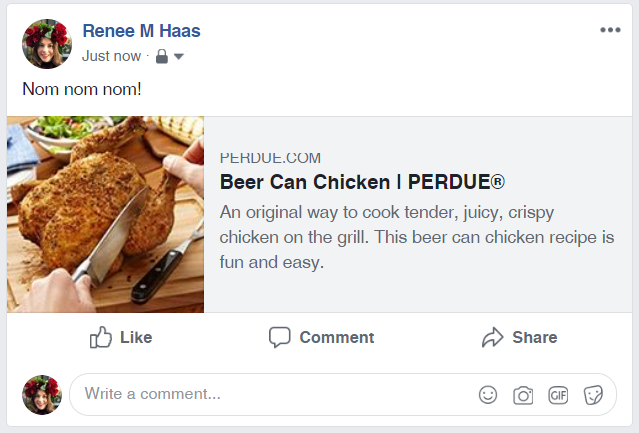 Renee M Haas
Just now ·
Nom nom nom!
PERDUE.COM
Beer Can Chicken | PERDUE®
An original way to cook tender, juicy, crispy
chicken on the grill. This beer can chicken recipe is
fun and easy.
Like Comment Share
Write a comment... GIF